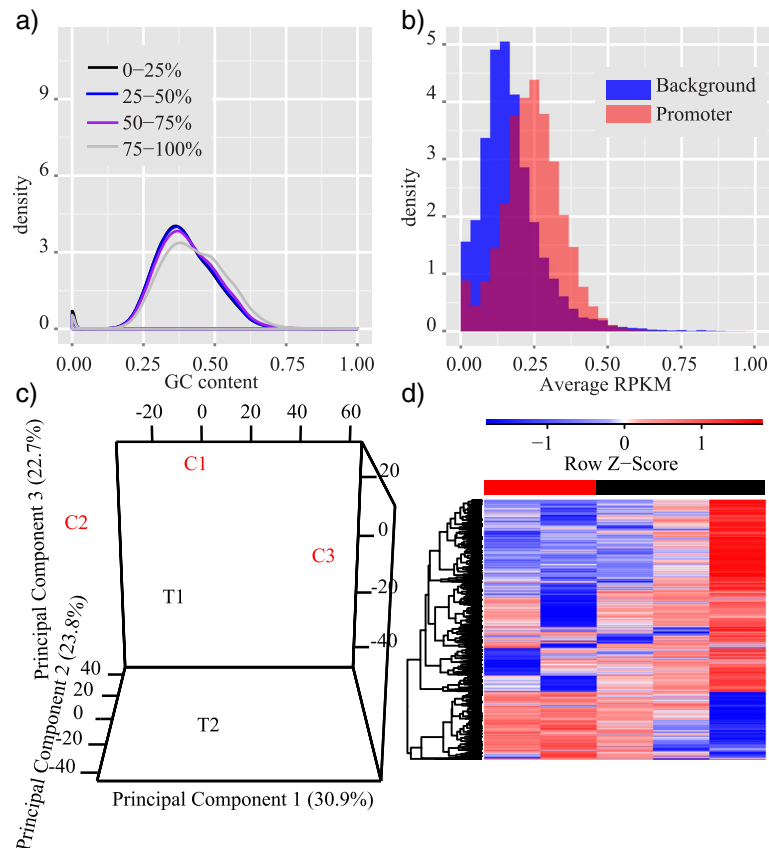 a)
9
6
3
0
density
0−25%
25−50%
50−75%
75−100%
0.00 0.25 0.50 0.75 1.00
GC content
b)
5
4
3
2
1
0
density
Background
Promoter
0.00 0.25 0.50 0.75 1.00
Average RPKM
c)
-20 0 20 40 60
20
0
-20
-40
C1
C2
C3
T1
T2
Principal Component 3 (22.7%)
Principal Component 2 (23.8%)
40
20
0
-20
-40
Principal Component 1 (30.9%)
d)
−1 0 1
Row Z−Score